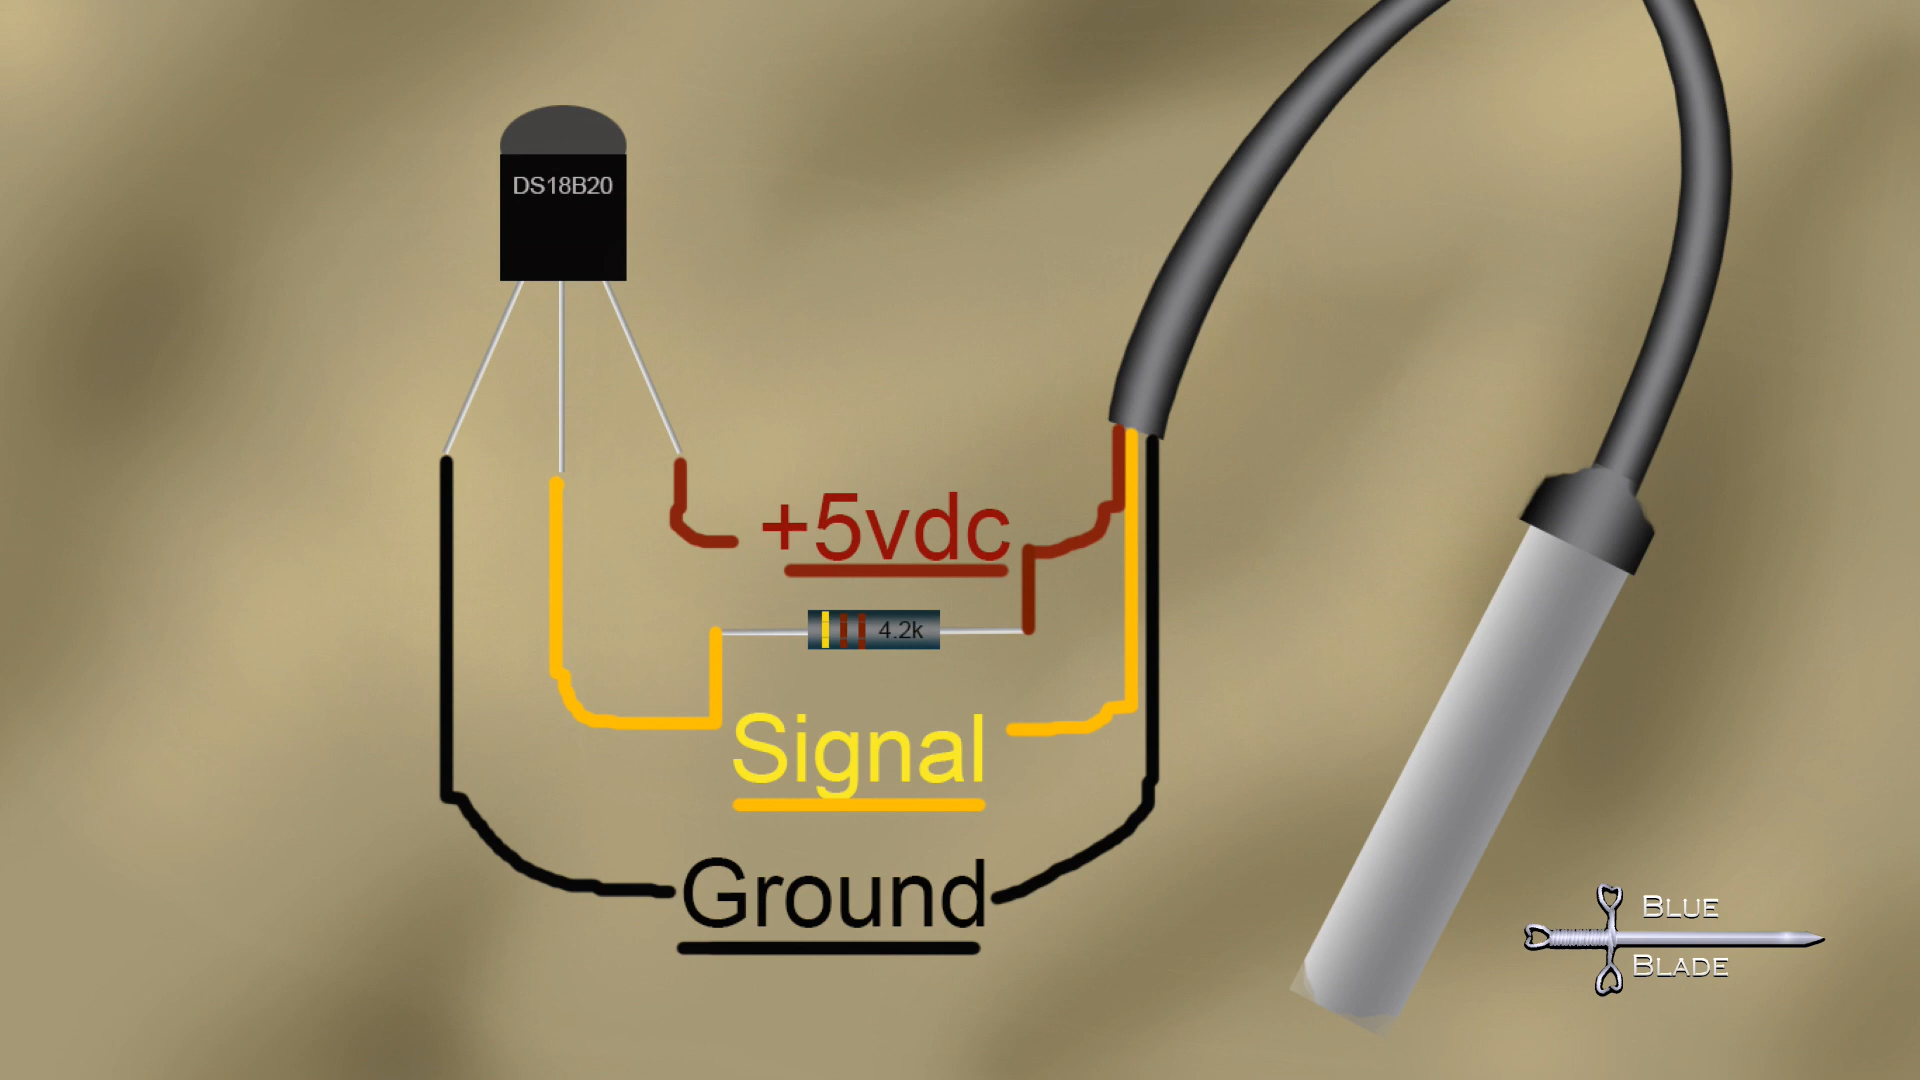 DS18B20
+5vdc
4.2k
Signal
Ground
BLUE
BLADE